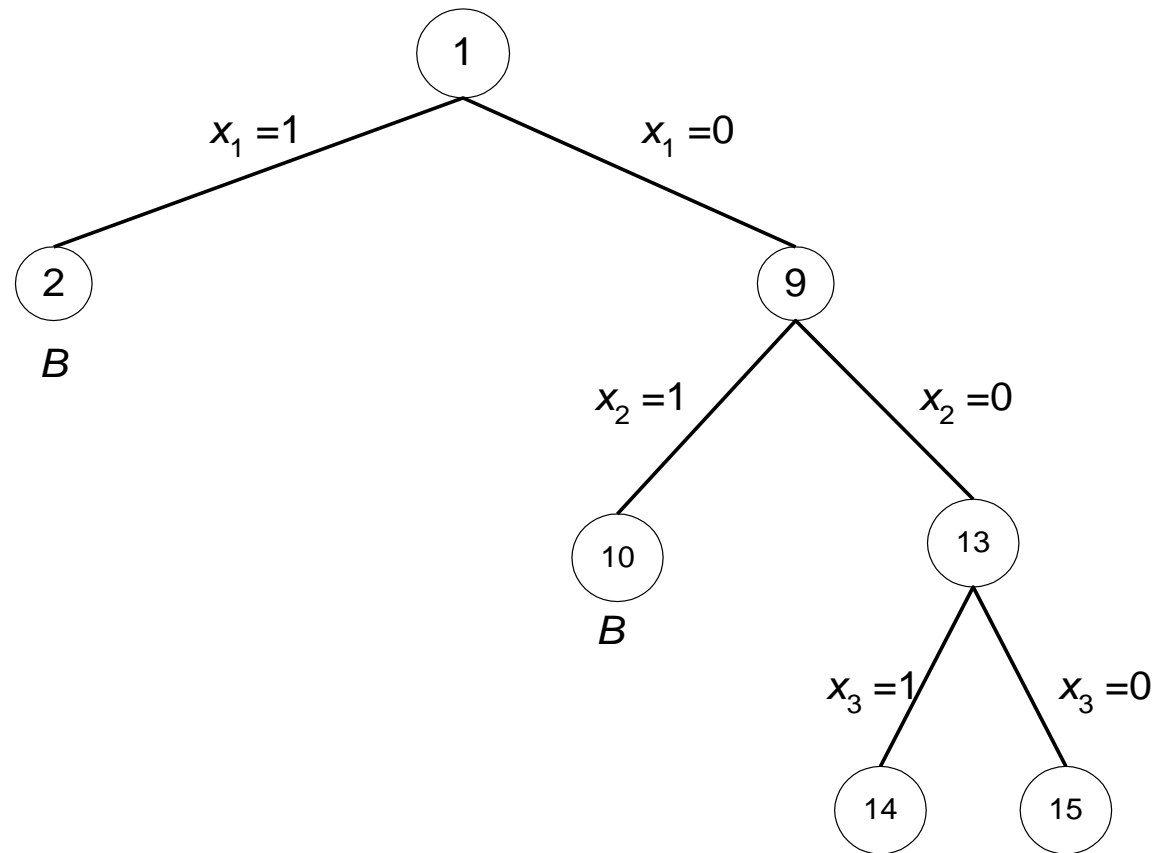 1
x₁ =1
x₁ =0
2
9
B
x₂ =1
x₂ =0
10
13
B
x₃ =1
x₃ =0
14
15